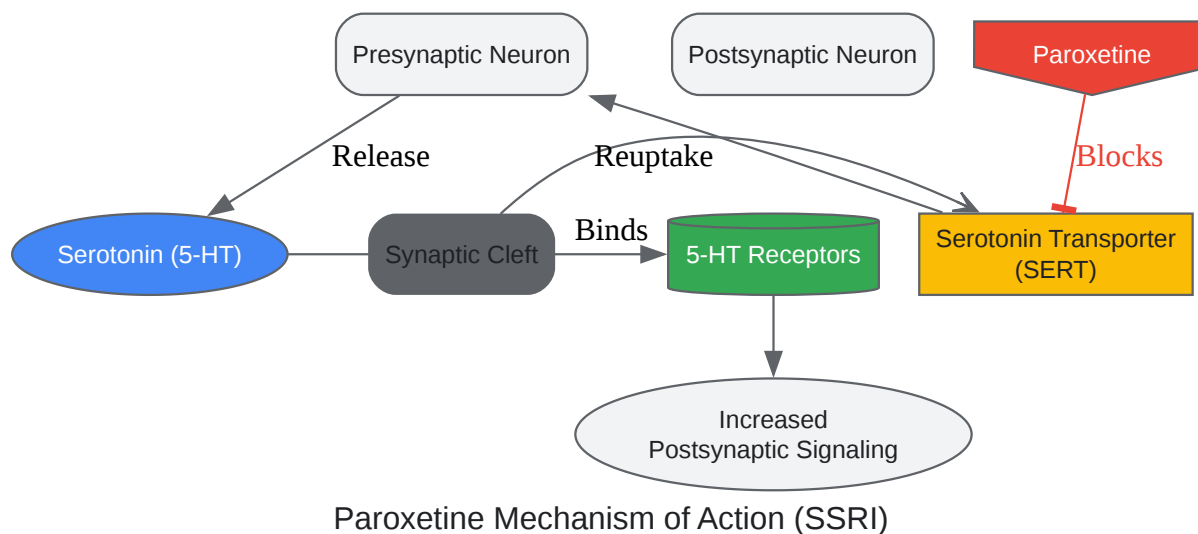 Presynaptic Neuron
Postsynaptic Neuron
Paroxetine
Release
Reuptake
Blocks
Serotonin (5-HT)
Synaptic Cleft
Binds
5-HT Receptors
Serotonin Transporter
(SERT)
Increased
Postsynaptic Signaling
Paroxetine Mechanism of Action (SSRI)